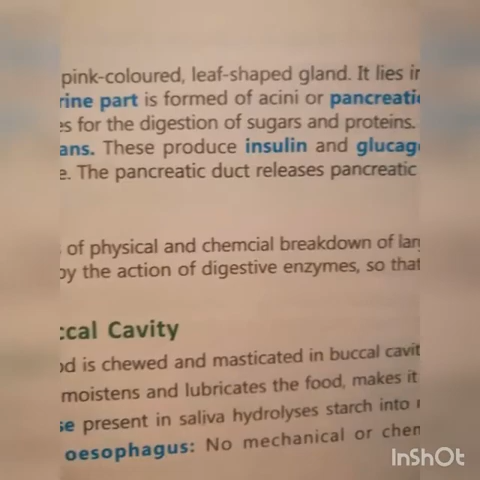 pink-coloured, leaf-shaped gland. It lies in
rine part is formed of acini or pancreatic
es for the digestion of sugars and proteins.
ans. These produce insulin and glucag
e. The pancreatic duct releases pancreatic
of physical and chemcial breakdown of lar
by the action of digestive enzymes, so that
ccal Cavity
od is chewed and masticated in buccal cavit
moistens and lubricates the food, makes it
se present in saliva hydrolyses starch into
oesophagus: No mechanical or chem
InShOt